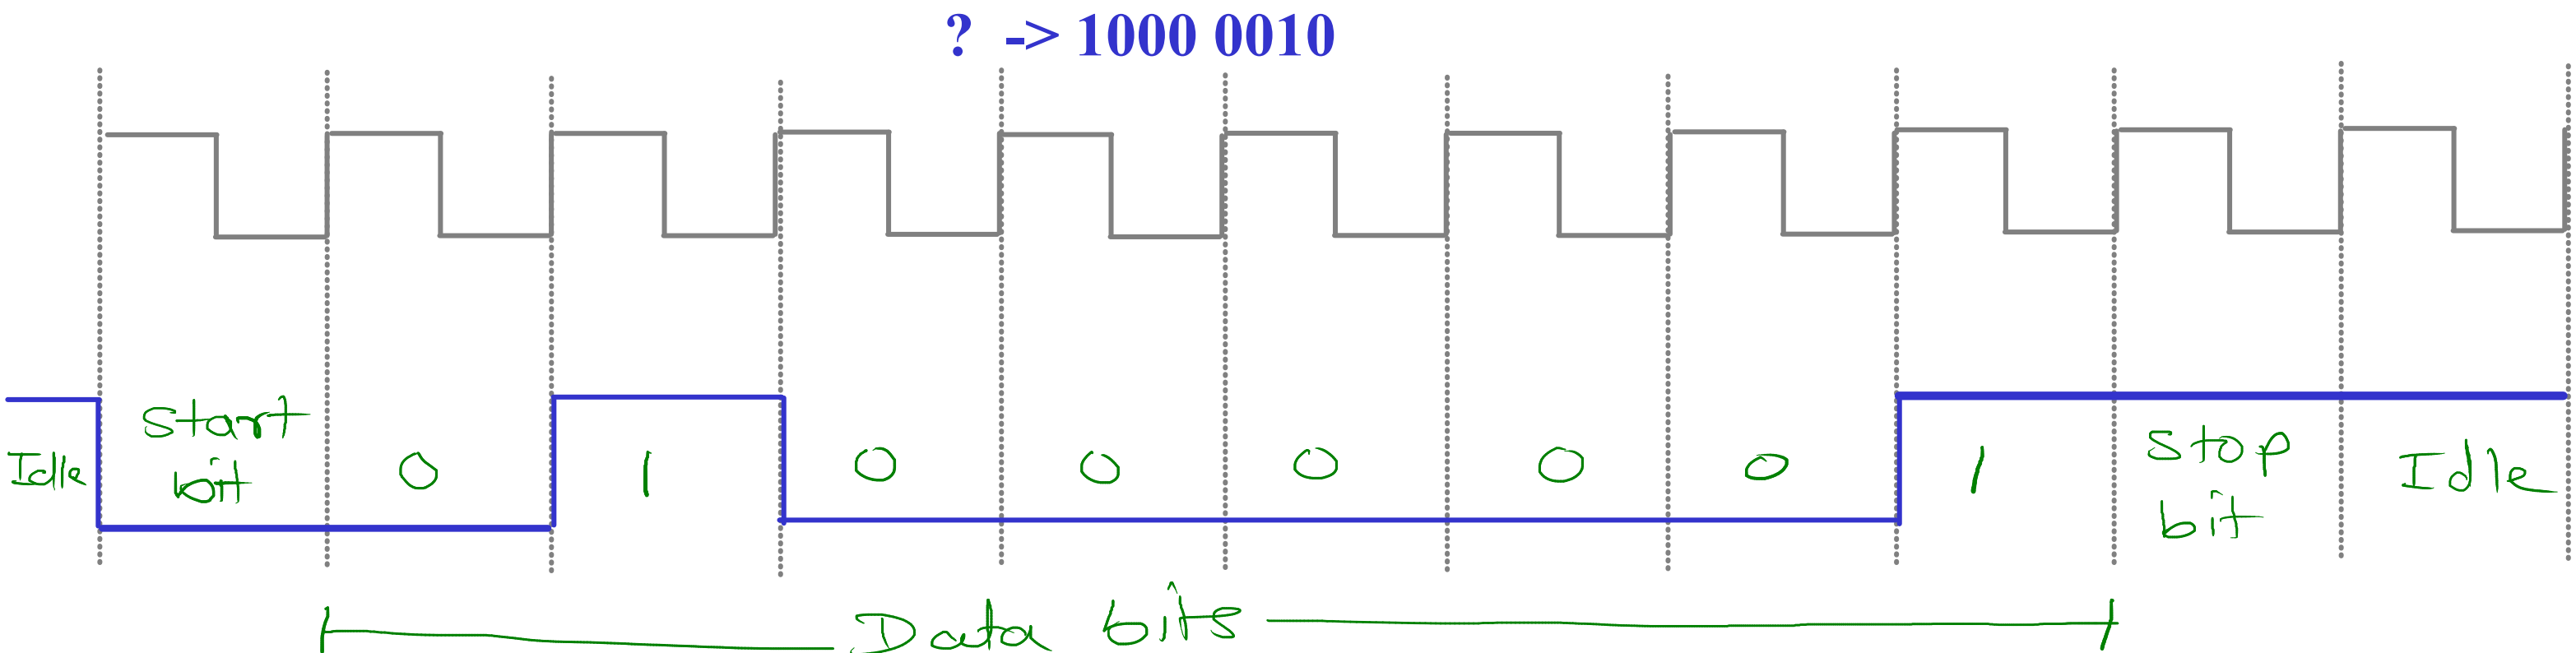 ? -> 1000 0010
Idle Start bit 0 1 0 0 0 0 0 1 Stop bit Idle
Data bits